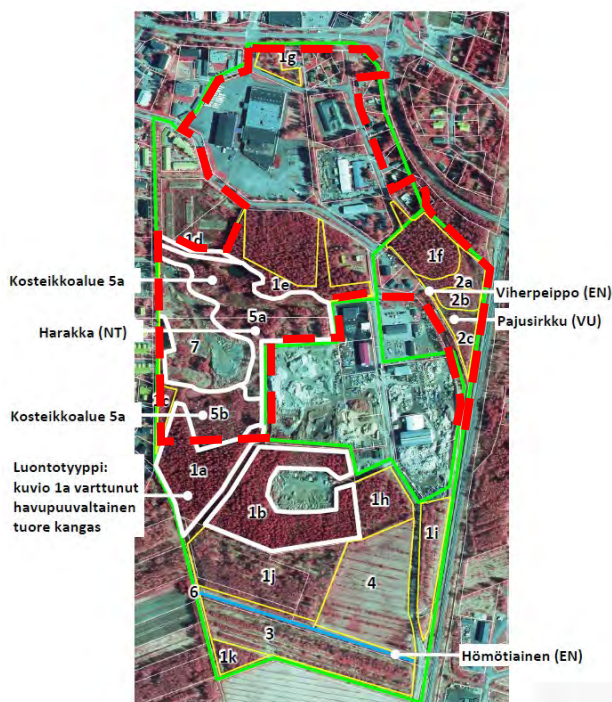 1g
1d
1f
Kosteikkoalue 5a
1e
2a
Viherpeippo (EN)
2b
5a
Pajusirkku (VU)
Harakka (NT)
7
2c
1c
Kosteikkoalue 5a
5b
Luontotyyppi:
kuvio 1a varttunut
havupuuvaltainen
tuore kangas
1a
1b
1h
1i
1j
4
6
3
1k
Hömötiainen (EN)